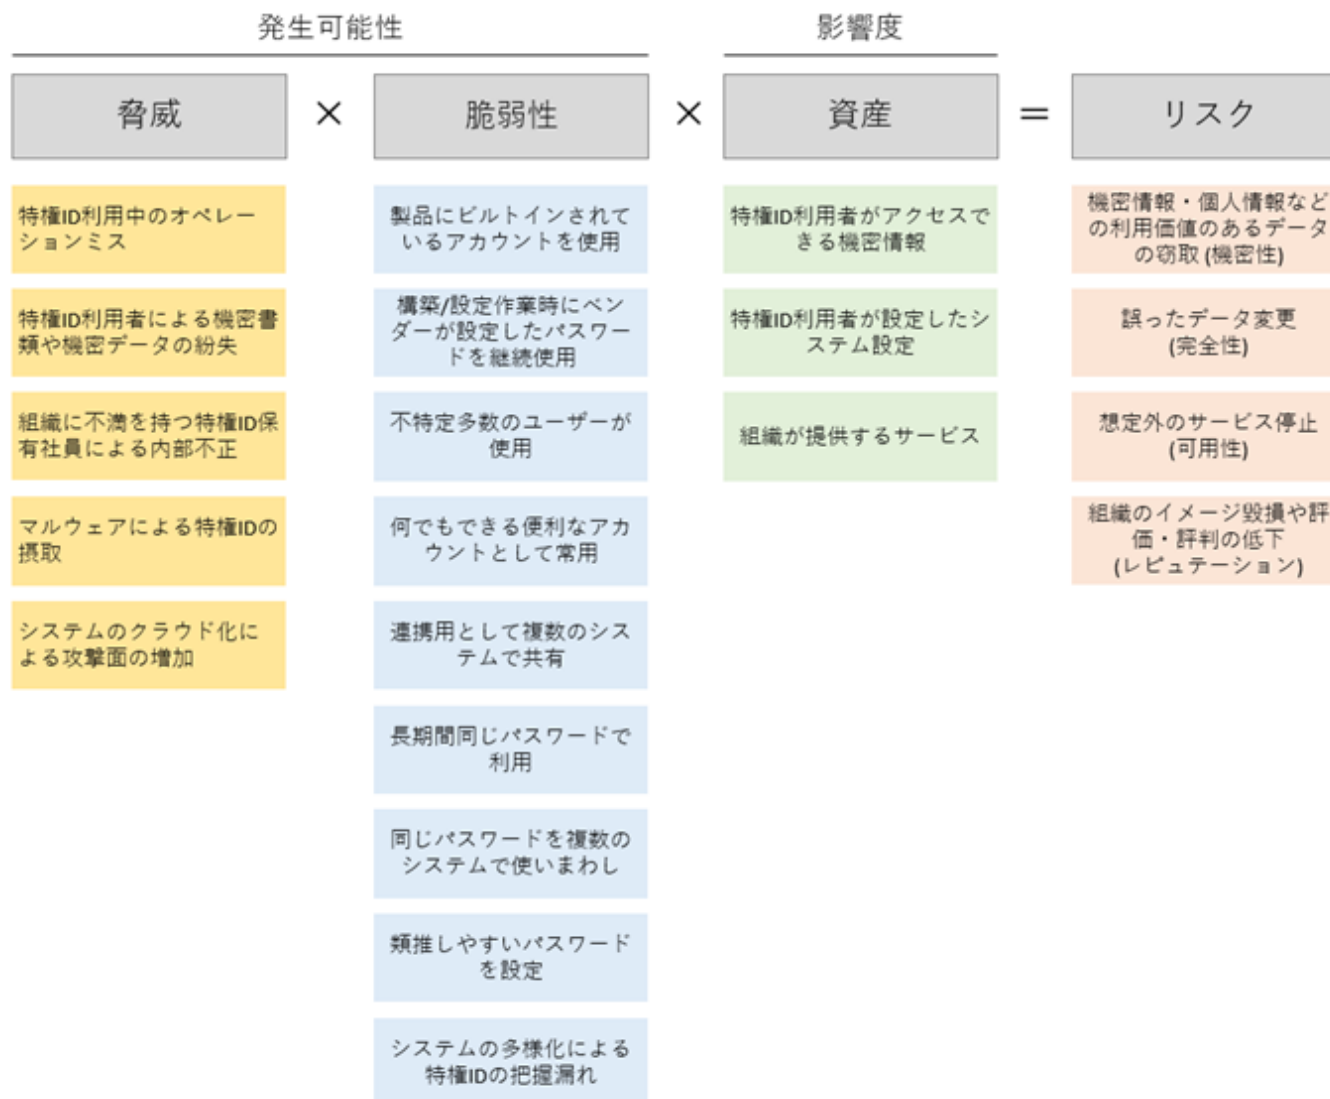 発生可能性
影響度
脅威
×
脆弱性
×
資産
=
リスク
特権ID利用中のオペレー
ションミス
特権ID利用者による機密書
類や機密データの紛失
組織に不満を持つ特権ID保
有社員による内部不正
マルウェアによる特権IDの
摂取
システムのクラウド化に
よる攻撃面の増加
製品にビルトインされて
いるアカウントを使用
構築/設定作業時にベン
ダーが設定したパスワー
ドを継続使用
不特定多数のユーザーが
使用
何でもできる便利なアカ
ウントとして常用
連携用として複数のシス
テムで共有
長期間同じパスワードで
利用
同じパスワードを複数の
システムで使いまわし
類推しやすいパスワード
を設定
システムの多様化による
特権IDの把握漏れ
特権ID利用者がアクセスで
きる機密情報
特権ID利用者が設定したシ
ステム設定
組織が提供するサービス
機密情報・個人情報など
の利用価値のあるデータ
の窃取 (機密性)
誤ったデータ変更
(完全性)
想定外のサービス停止
(可用性)
組織のイメージ毀損や評
価・評判の低下
(レピュテーション)